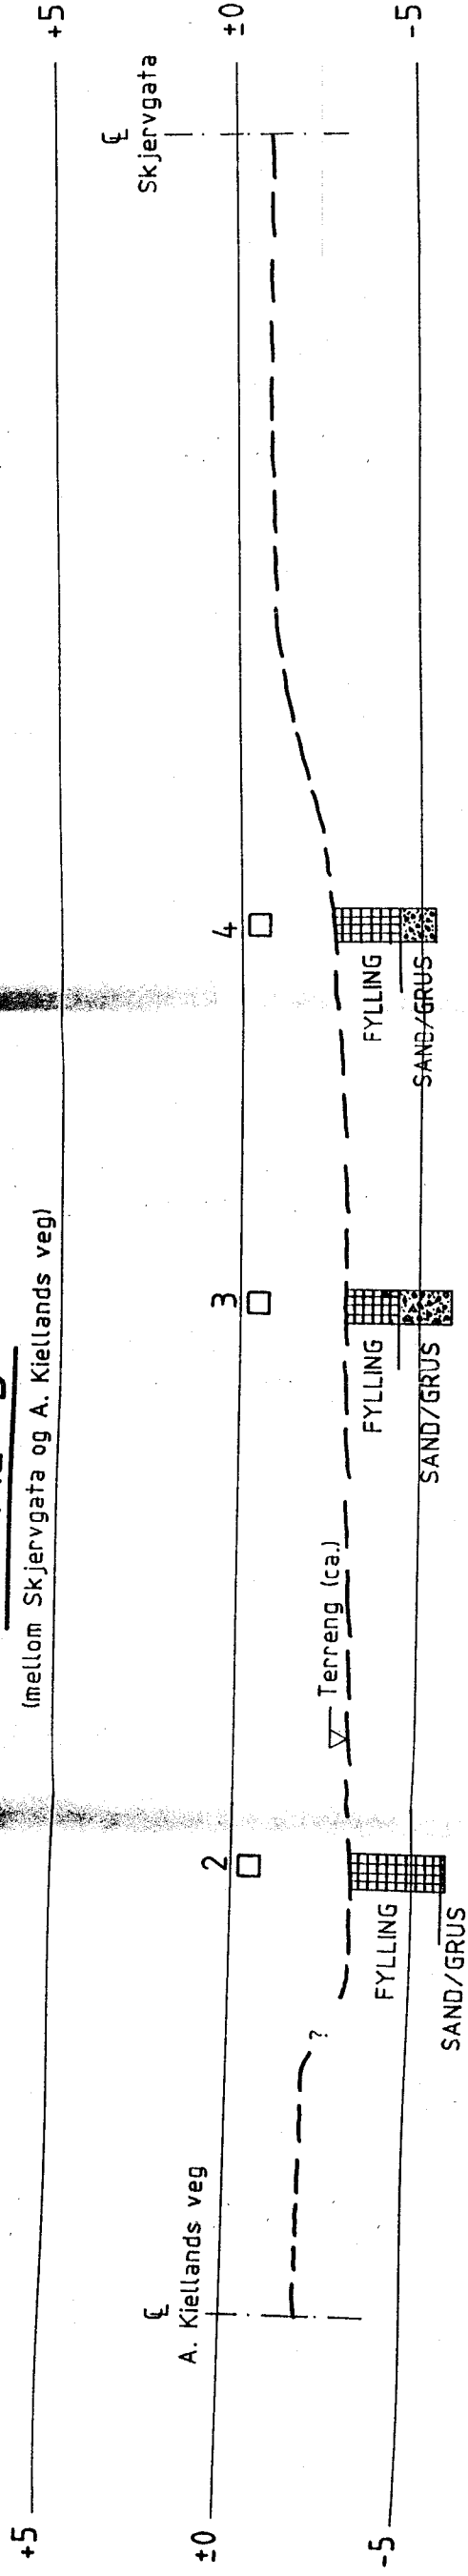 (mellom Skjervgata og A. Kiellands veg)
+5
+5
℄
A. Kiellands veg
℄
Skjervgata
±0
±0
2
3
4
?
Terreng (ca.)
FYLLING
SAND/GRUS
FYLLING
SAND/GRUS
FYLLING
SAND/GRUS
-5
-5